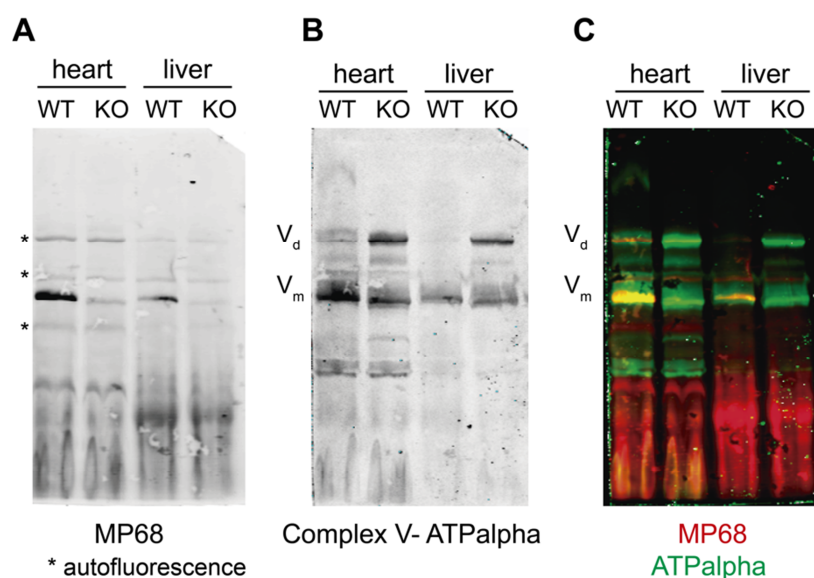 A
heart liver
WT KO WT KO
*
*
*
MP68
* autofluorescence
B
heart liver
WT KO WT KO
Vd
Vm
Complex V- ATPalpha
C
heart liver
WT KO WT KO
Vd
Vm
MP68
ATPalpha